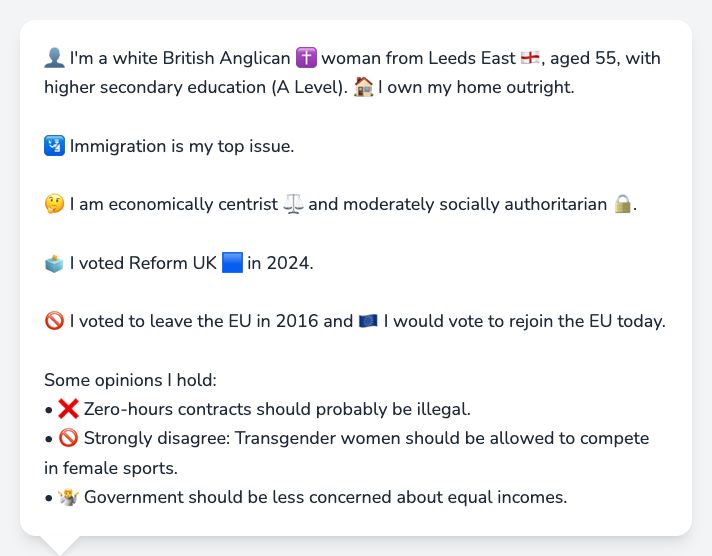 👤 I'm a white British Anglican ✝️ woman from Leeds East 🏴󠁧󠁢󠁥󠁮󠁧󠁿, aged 55, with
higher secondary education (A Level). 🏠 I own my home outright.
🛂 Immigration is my top issue.
🤔 I am economically centrist ⚖️ and moderately socially authoritarian 🔒.
🗳️ I voted Reform UK 🟦 in 2024.
🚫 I voted to leave the EU in 2016 and 🇪🇺 I would vote to rejoin the EU today.
Some opinions I hold:
• ❌ Zero-hours contracts should probably be illegal.
• 🚫 Strongly disagree: Transgender women should be allowed to compete
in female sports.
• 🤷 Government should be less concerned about equal incomes.